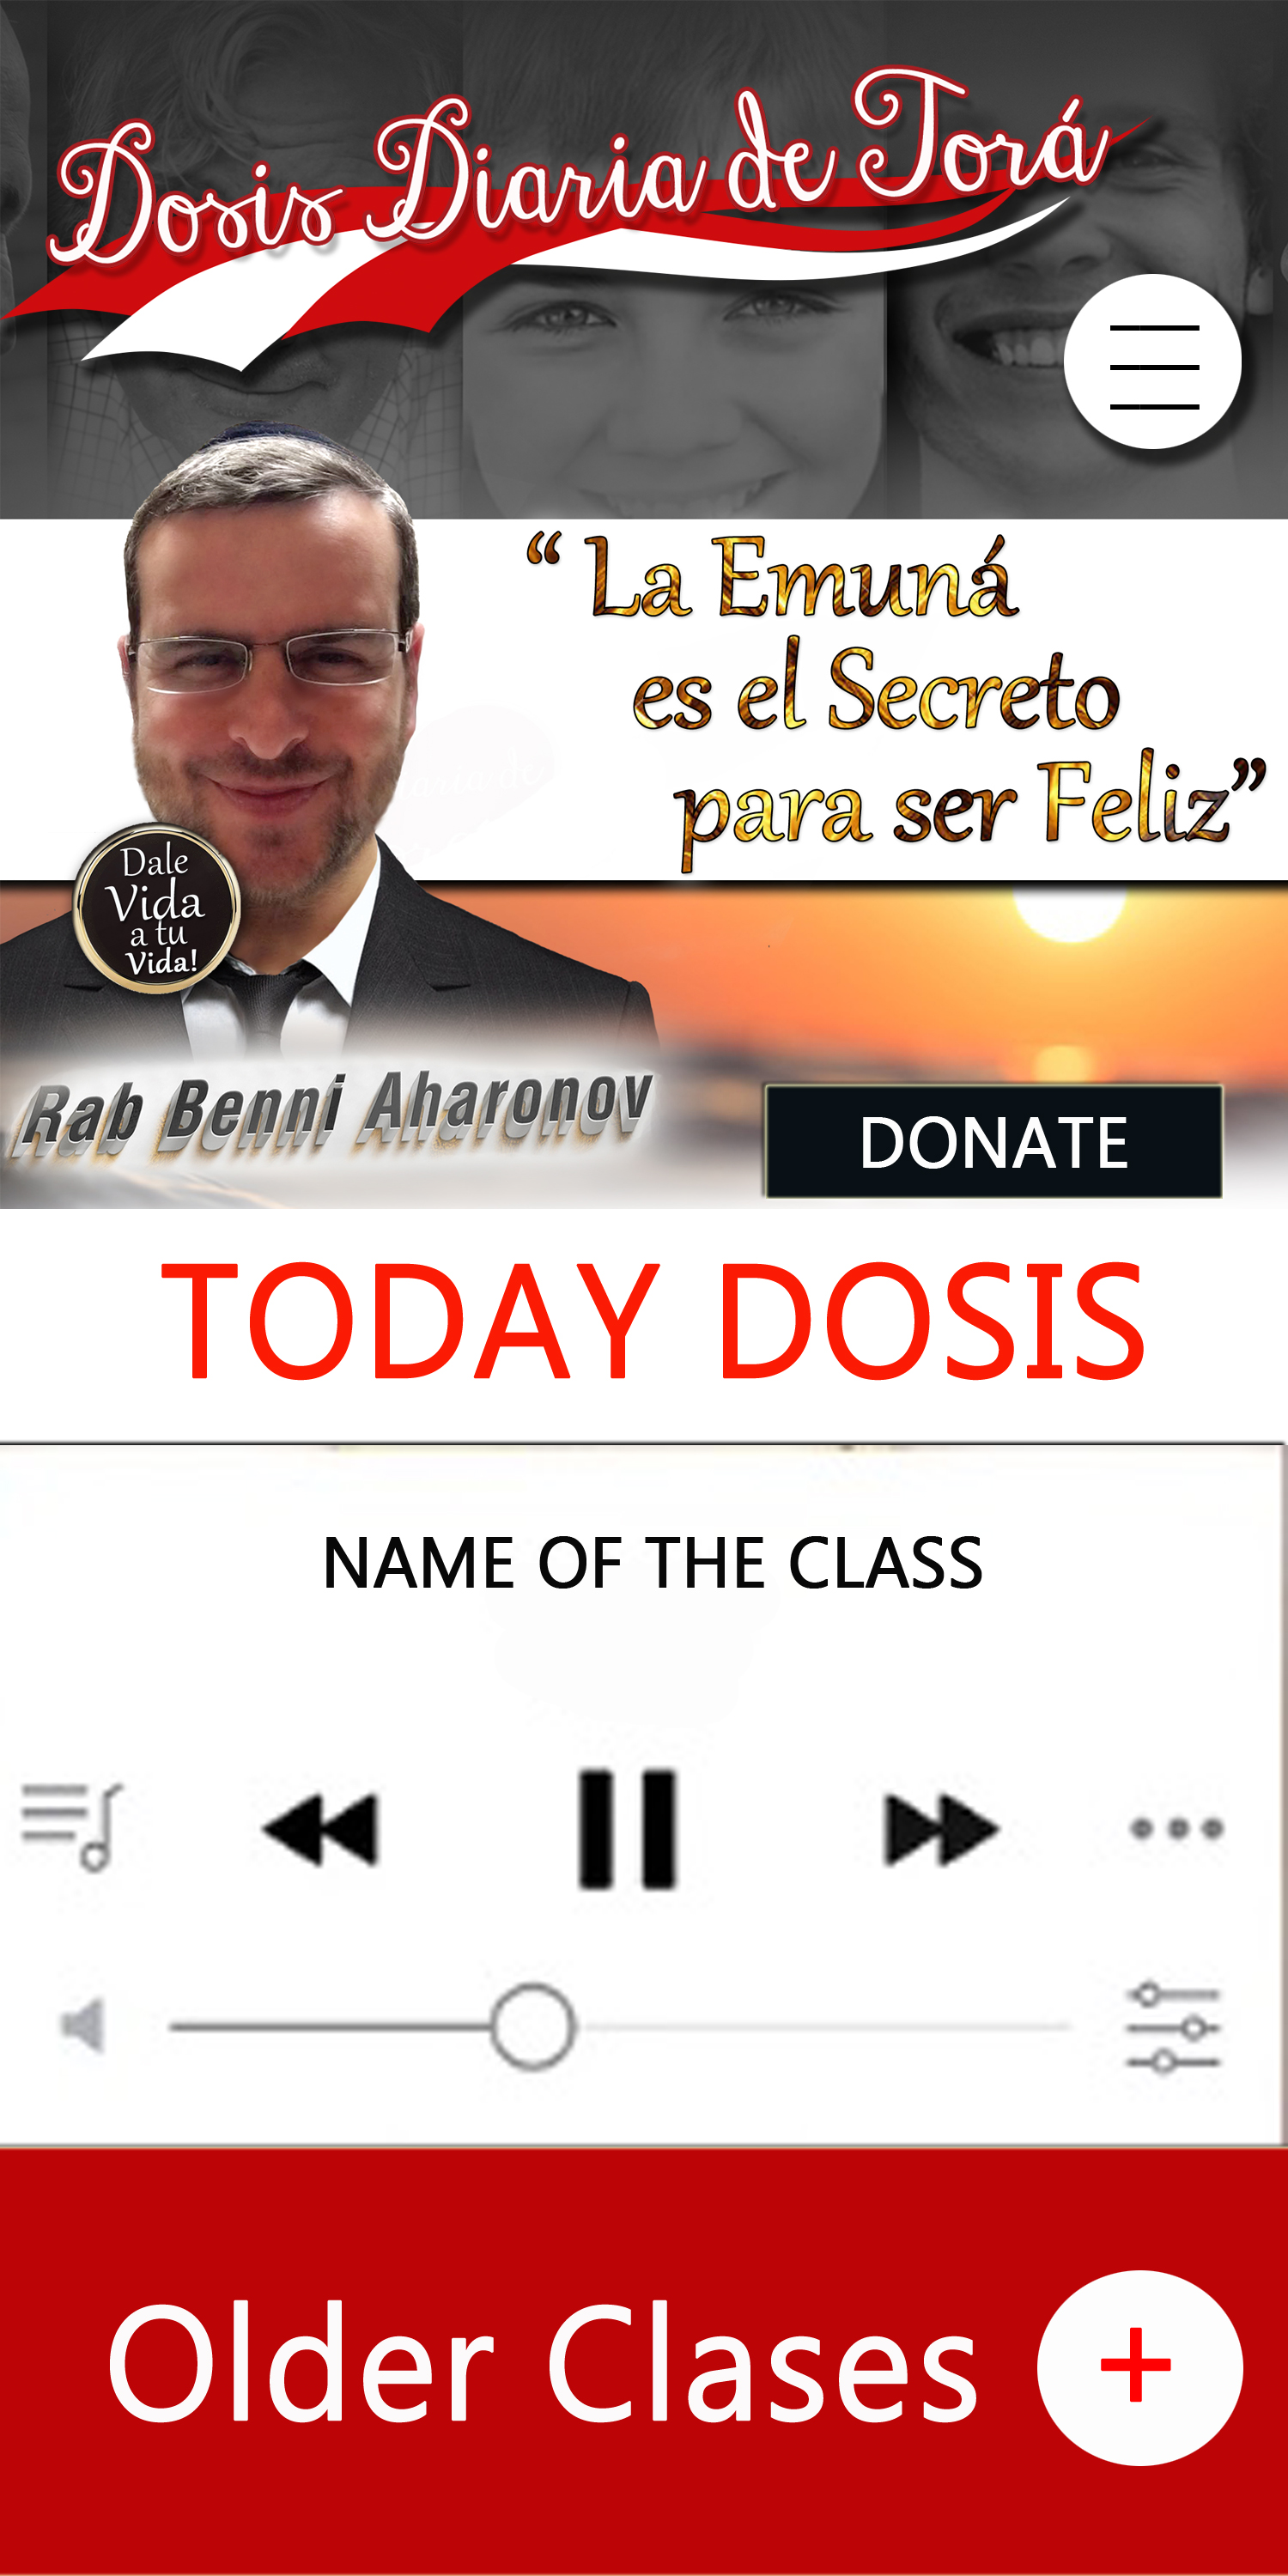 Dosis Diaria de Torá
“ La Emuná
es el Secreto
para ser Feliz”
Dale
Vida
a tu
Vida!
Rab Benni Aharonov
DONATE
TODAY DOSIS
NAME OF THE CLASS
Older Clases
+